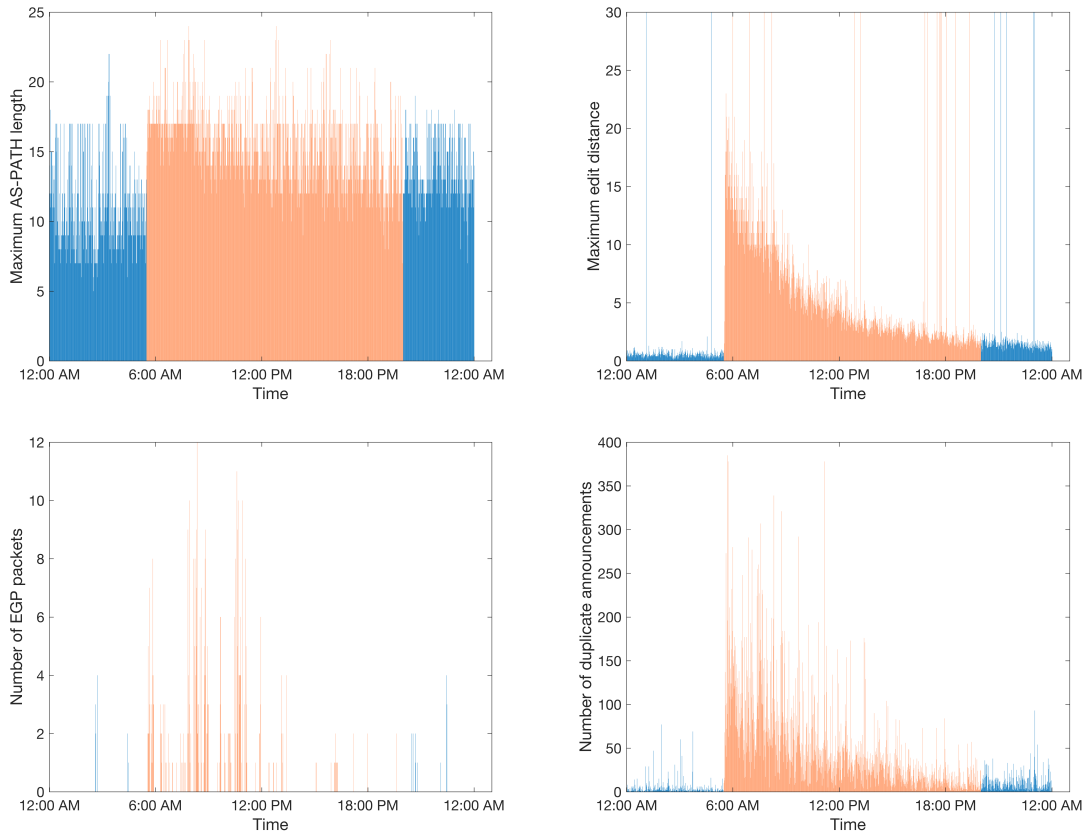 Maximum AS-PATH length
25
20
15
10
5
0
12:00 AM 6:00 AM 12:00 PM 18:00 PM 12:00 AM
Time
Maximum edit distance
30
25
20
15
10
5
0
12:00 AM 6:00 AM 12:00 PM 18:00 PM 12:00 AM
Time
Number of EGP packets
12
10
8
6
4
2
0
12:00 AM 6:00 AM 12:00 PM 18:00 PM 12:00 AM
Time
Number of duplicate announcements
400
350
300
250
200
150
100
50
0
12:00 AM 6:00 AM 12:00 PM 18:00 PM 12:00 AM
Time